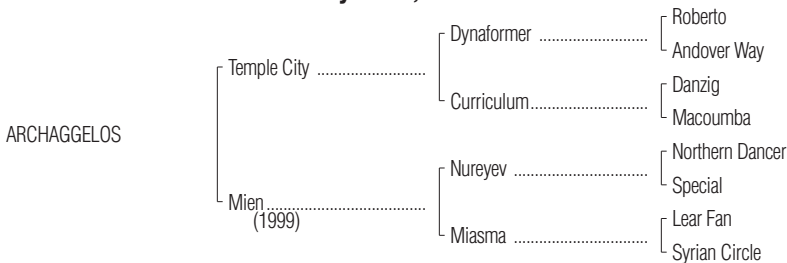 Roberto
Dynaformer ..........................
Andover Way
Temple City ..........................
Danzig
Curriculum............................
Macoumba
ARCHAGGELOS
Northern Dancer
Nureyev ................................
Special
Mien......................................
(1999)
Lear Fan
Miasma ................................
Syrian Circle